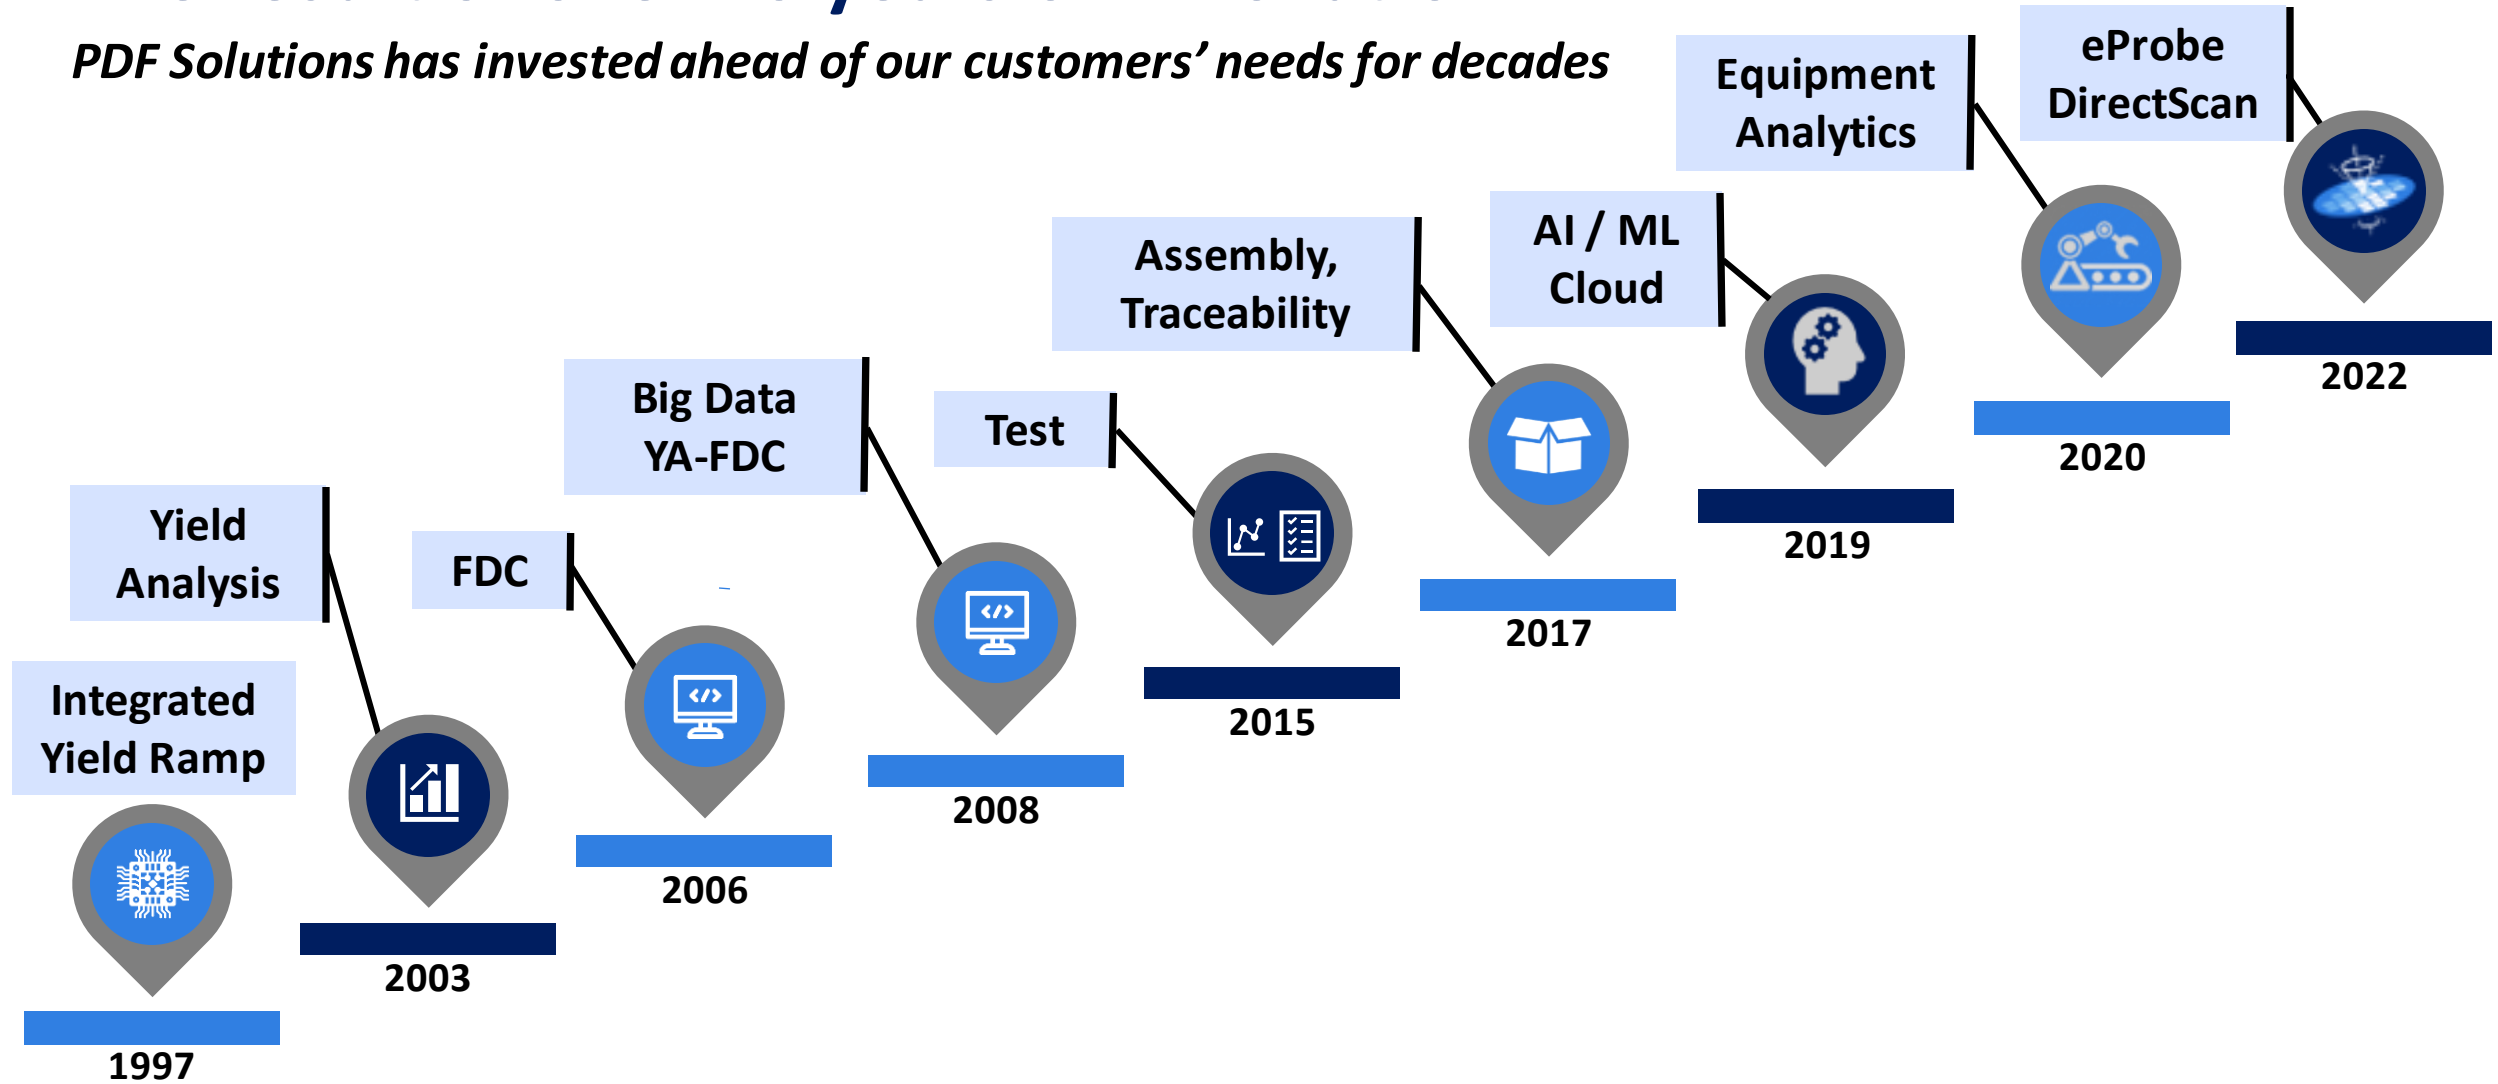 PDF Solutions has invested ahead of our customers' needs for decades
Integrated
Yield Ramp
1997
Yield
Analysis
2003
FDC
2006
Big Data
YA-FDC
2008
Test
2015
Assembly,
Traceability
2017
AI / ML
Cloud
2019
Equipment
Analytics
2020
eProbe
DirectScan
2022